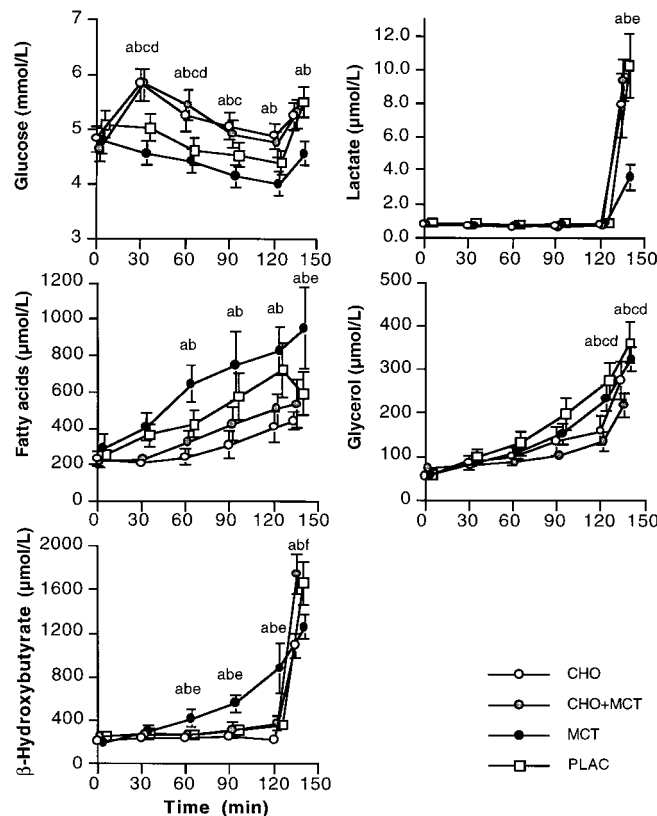 Glucose (mmol/L)
7
6
5
4
3
abcd
abcd
abc
ab
ab
0 30 60 90 120 150
Lactate (µmol/L)
12.0
10.0
8.0
6.0
4.0
2.0
0
abe
0 30 60 90 120 150
Fatty acids (µmol/L)
1200
1000
800
600
400
200
0
ab
ab
ab
abe
0 30 60 90 120 150
Glycerol (µmol/L)
500
400
300
200
100
0
abcd
abcd
0 30 60 90 120 150
β-Hydroxybutyrate (µmol/L)
2000
1600
1200
800
400
0
abe
abe
abe
abf
0 30 60 90 120 150
Time (min)
CHO
CHO+MCT
MCT
PLAC